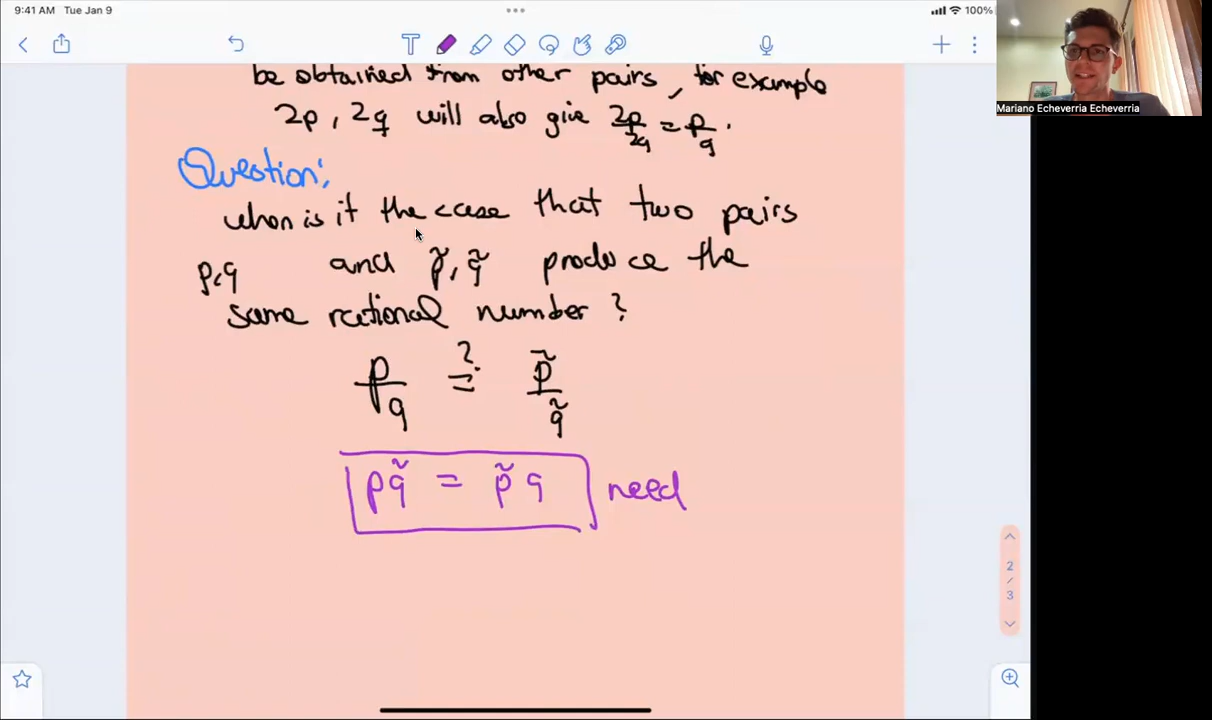 9:41 AM Tue Jan 9
100%
Mariano Echeverria Echeverria
be obtained from other pairs, for example
2p, 2q will also give 2p/2q = p/q.
Question:
when is it the case that two pairs
p,q and p̃, q̃ produce the
same rational number?
p/q ?= p̃/q̃
pq̃ = p̃ q need
2
/
3